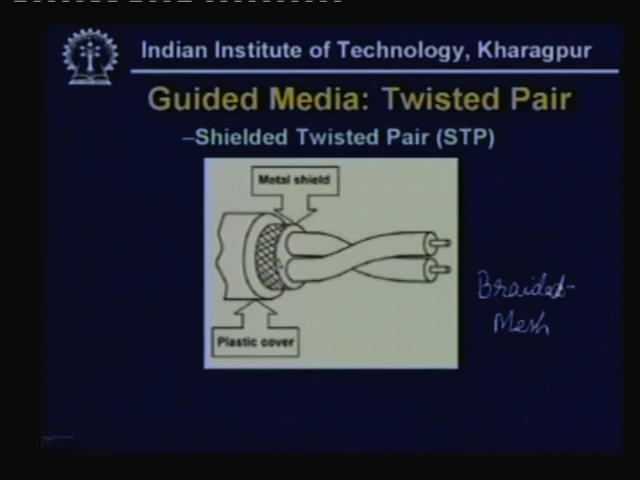 Indian Institute of Technology, Kharagpur
Guided Media: Twisted Pair
–Shielded Twisted Pair (STP)
Metal shield
Braided
Mesh
Plastic cover